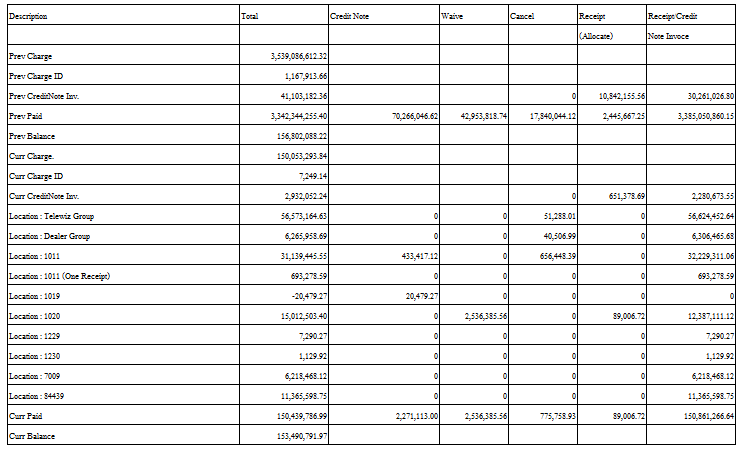 Description Total Credit Note Waive Cancel Receipt Receipt/Credit
(Allocate) Note Invoce
Prev Charge 3,539,086,612.32
Prev Charge ID 1,167,913.66
Prev CreditNote Inv. 41,103,182.36 0 10,842,155.56 30,261,026.80
Prev Paid 3,342,344,255.40 70,266,046.62 42,953,818.74 17,840,044.12 2,445,667.25 3,385,050,860.15
Prev Balance 156,802,088.22
Curr Charge. 150,053,293.84
Curr Charge ID 7,249.14
Curr CreditNote Inv. 2,932,052.24 0 651,378.69 2,280,673.55
Location : Telewiz Group 56,573,164.63 0 0 51,288.01 0 56,624,452.64
Location : Dealer Group 6,265,958.69 0 0 40,506.99 0 6,306,465.68
Location : 1011 31,139,445.55 433,417.12 0 656,448.39 0 32,229,311.06
Location : 1011 (One Receipt) 693,278.59 0 0 0 0 693,278.59
Location : 1019 -20,479.27 20,479.27 0 0 0 0
Location : 1020 15,012,503.40 0 2,536,385.56 0 89,006.72 12,387,111.12
Location : 1229 7,290.27 0 0 0 0 7,290.27
Location : 1230 1,129.92 0 0 0 0 1,129.92
Location : 7009 6,218,468.12 0 0 0 0 6,218,468.12
Location : 84439 11,365,598.75 0 0 0 0 11,365,598.75
Curr Paid 150,439,786.99 2,271,113.00 2,536,385.56 775,758.93 89,006.72 150,861,266.64
Curr Balance 153,490,791.97